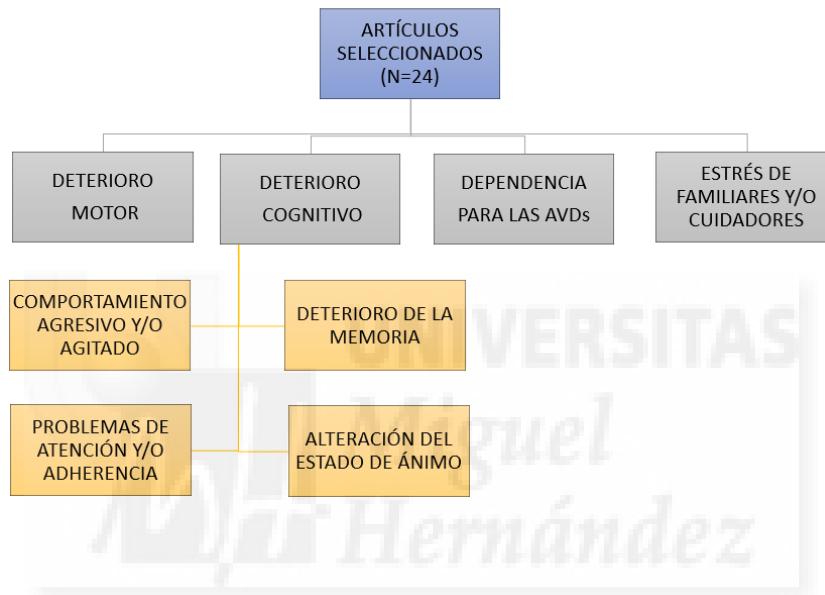 ARTÍCULOS
SELECCIONADOS
(N=24)
DETERIORO
MOTOR
DETERIORO
COGNITIVO
DEPENDENCIA
PARA LAS AVDs
ESTRÉS DE
FAMILIARES Y/O
CUIDADORES
COMPORTAMIENTO
AGRESIVO Y/O
AGITADO
DETERIORO DE LA
MEMORIA
PROBLEMAS DE
ATENCIÓN Y/O
ADHERENCIA
ALTERACIÓN DEL
ESTADO DE ÁNIMO
UNIVERSITAS
Miguel
Hernández